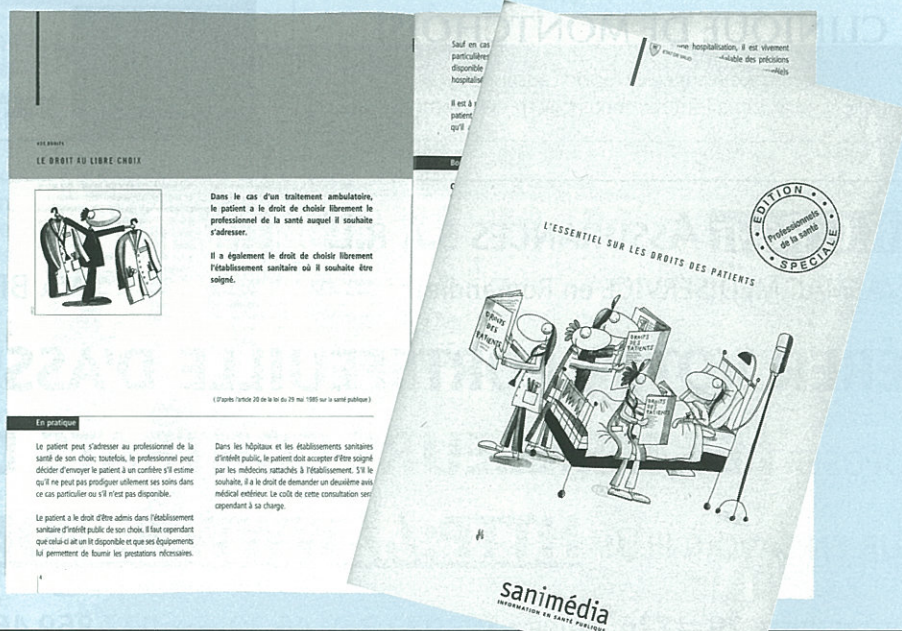 VOS DROITS
LE DROIT AU LIBRE CHOIX
Dans le cas d'un traitement ambulatoire,
le patient a le droit de choisir librement le
professionnel de la santé auquel il souhaite
s'adresser.
Il a également le droit de choisir librement
l'établissement sanitaire où il souhaite être
soigné.
(D'après l'article 20 de la loi du 29 mai 1985 sur la santé publique)
En pratique
Le patient peut s'adresser au professionnel de la
santé de son choix; toutefois, le professionnel peut
décider d'envoyer le patient à un confrère s'il estime
qu'il ne peut pas prodiguer utilement ses soins dans
ce cas particulier ou s'il n'est pas disponible.
Le patient a le droit d'être admis dans l'établissement
sanitaire d'intérêt public de son choix. Il faut cependant
que celui-ci ait un lit disponible et que ses équipements
lui permettent de fournir les prestations nécessaires.
Dans les hôpitaux et les établissements sanitaires
d'intérêt public, le patient doit accepter d'être soigné
par les médecins rattachés à l'établissement. S'il le
souhaite, il a le droit de demander un deuxième avis
médical extérieur. Le coût de cette consultation sera
cependant à sa charge.
4
Sauf en cas
particulières
disponible
hospitalisé
Il est à
patient
qu'il
hospitalisation, il est vivement
précisions
L'ESSENTIEL SUR LES DROITS DES PATIENTS
EDITION
Professionnels
de la santé
SPECIALE
DROITS
DES
PATIENTS
DROITS
DES
PATIENTS
DROITS
DES
PATIENTS
sanimédia
INFORMATION EN SANTÉ PUBLIQUE